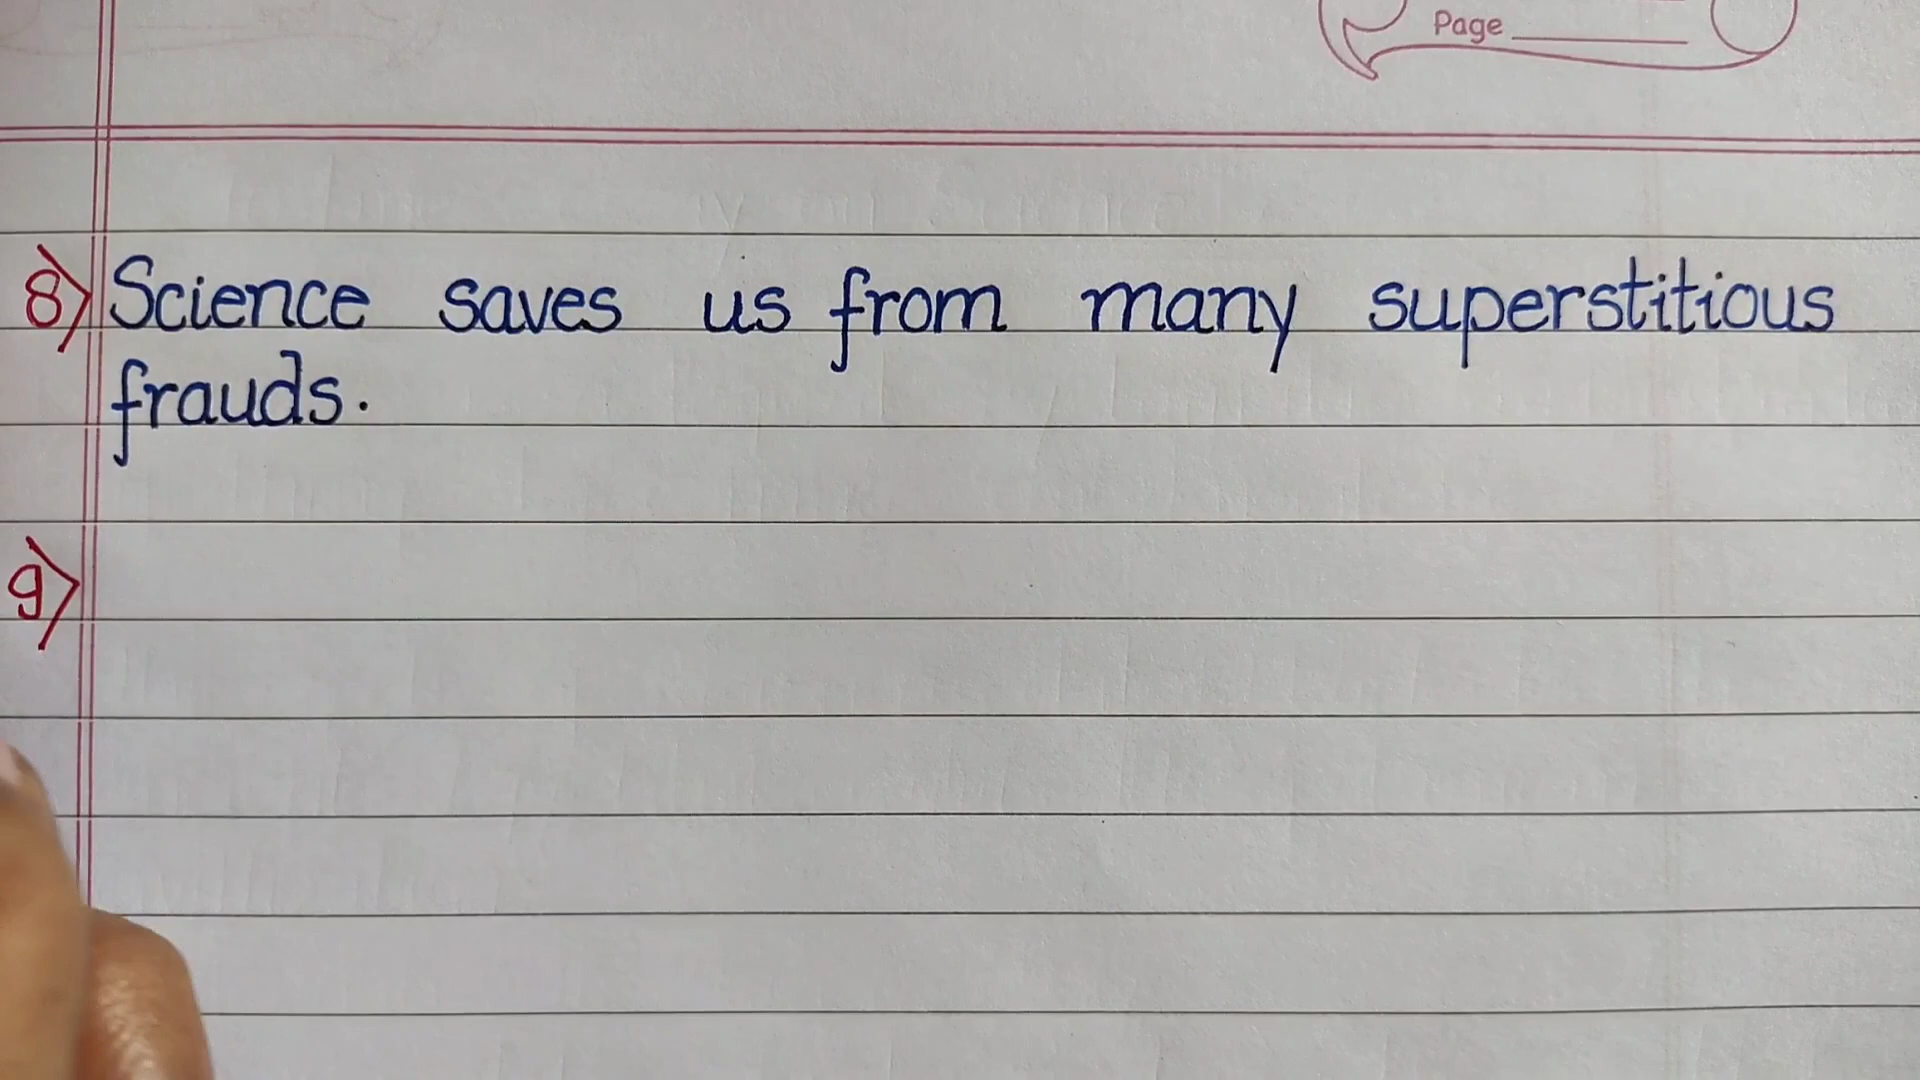 Page
8) Science saves us from many superstitious
frauds.
9)